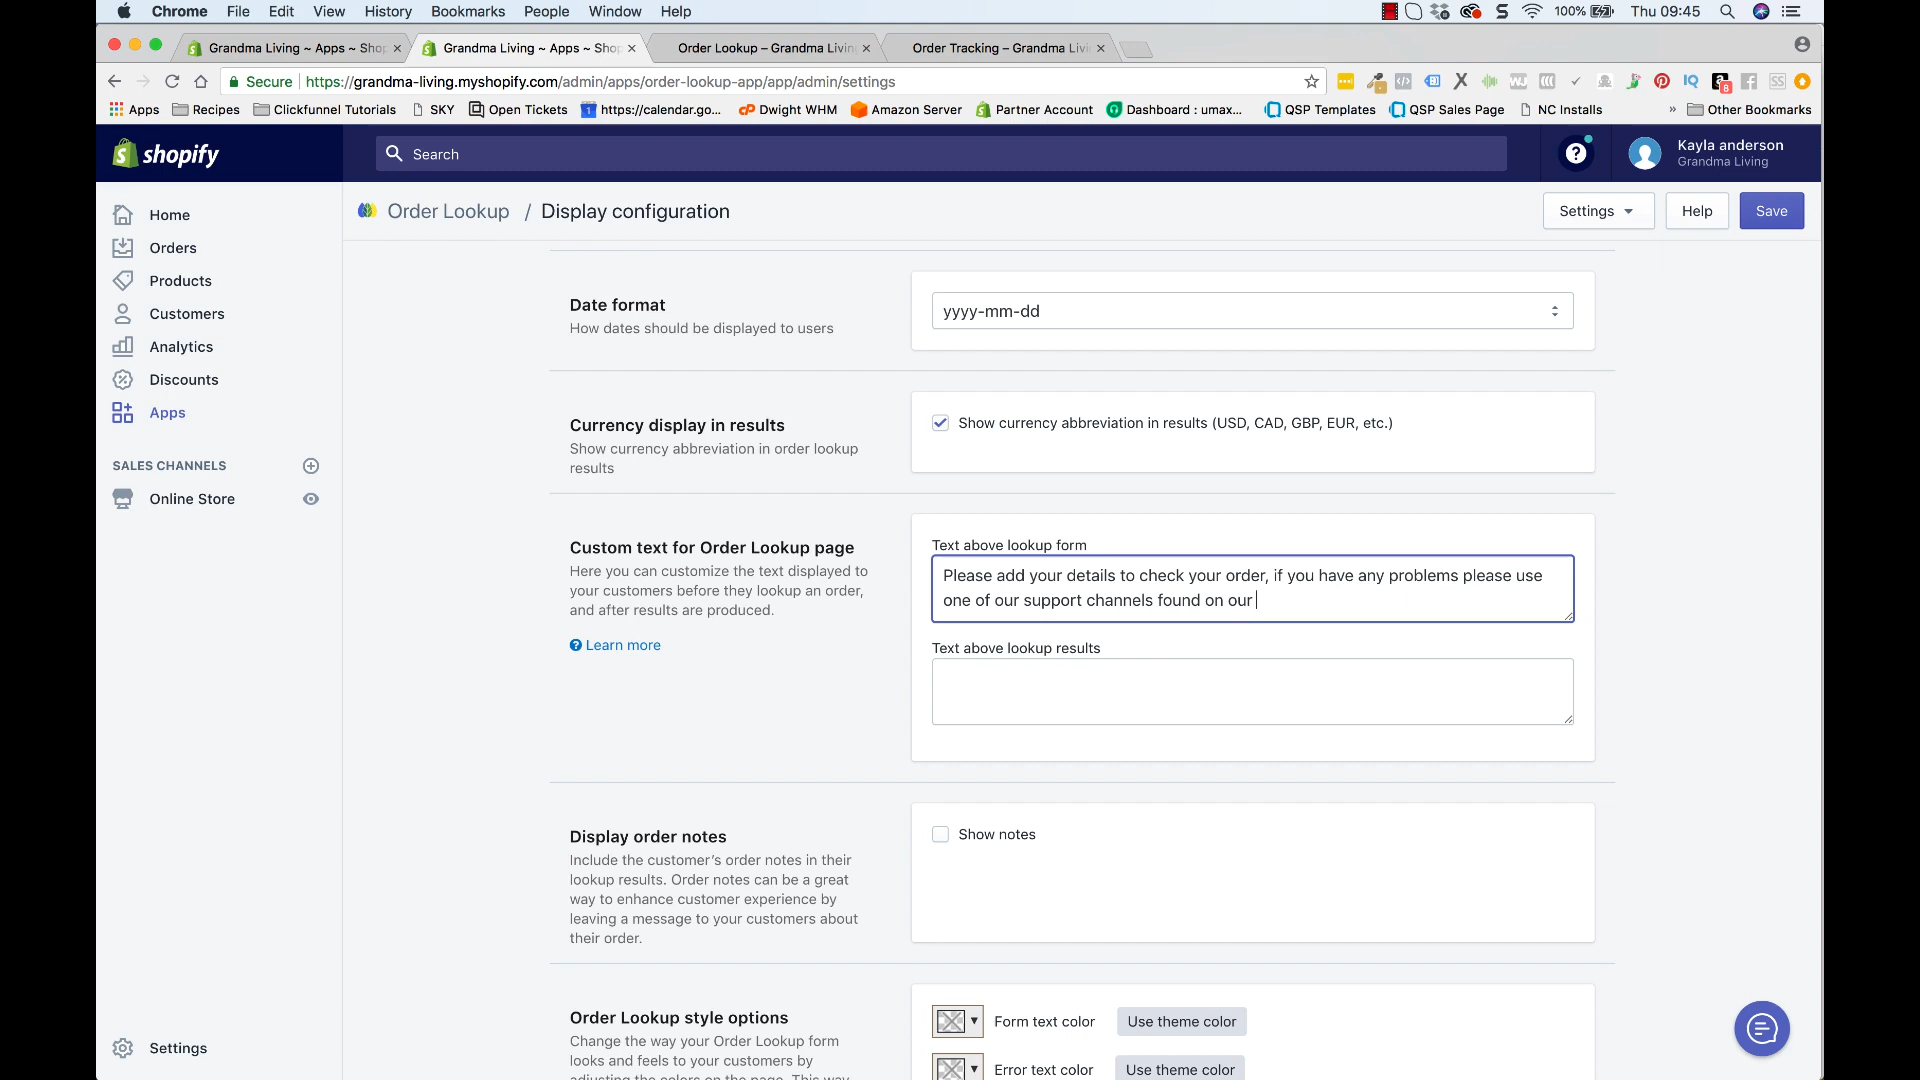 Chrome File Edit View History Bookmarks People Window Help 100% Thu 09:45
Grandma Living ~ Apps ~ Shop Grandma Living ~ Apps ~ Shop Order Lookup – Grandma Living Order Tracking – Grandma Livi
Secure https://grandma-living.myshopify.com/admin/apps/order-lookup-app/app/admin/settings
Apps Recipes Clickfunnel Tutorials SKY Open Tickets https://calendar.go... Dwight WHM Amazon Server Partner Account Dashboard : umax... QSP Templates QSP Sales Page NC Installs » Other Bookmarks
shopify Search Kayla anderson
Grandma Living
Order Lookup / Display configuration Settings Help Save
Home
Orders
Products
Customers
Analytics
Discounts
Apps
SALES CHANNELS
Online Store
Settings
Date format
How dates should be displayed to users
yyyy-mm-dd
Currency display in results
Show currency abbreviation in order lookup
results
Show currency abbreviation in results (USD, CAD, GBP, EUR, etc.)
Custom text for Order Lookup page
Here you can customize the text displayed to
your customers before they lookup an order,
and after results are produced.
Learn more
Text above lookup form
Please add your details to check your order, if you have any problems please use
one of our support channels found on our
Text above lookup results
Display order notes
Include the customer's order notes in their
lookup results. Order notes can be a great
way to enhance customer experience by
leaving a message to your customers about
their order.
Show notes
Order Lookup style options
Change the way your Order Lookup form
looks and feels to your customers by
adjusting the colors on the page. This way
Form text color Use theme color
Error text color Use theme color